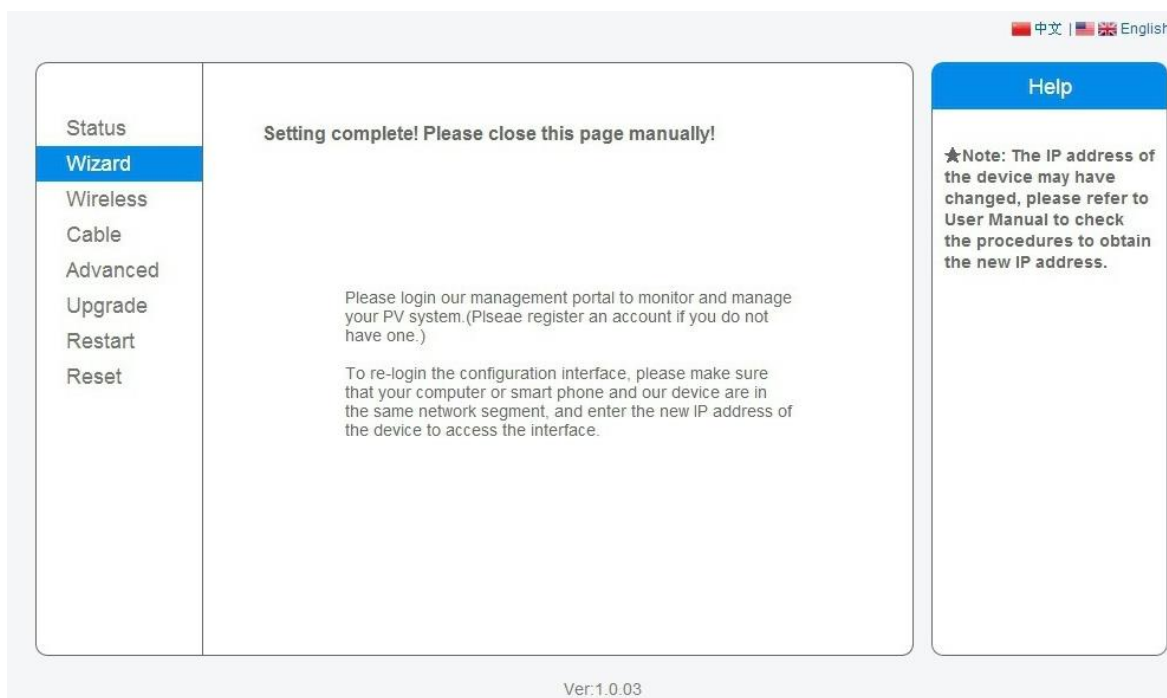 中文 | English
Status
Wizard
Wireless
Cable
Advanced
Upgrade
Restart
Reset
Setting complete! Please close this page manually!
Please login our management portal to monitor and manage
your PV system.(Plseae register an account if you do not
have one.)
To re-login the configuration interface, please make sure
that your computer or smart phone and our device are in
the same network segment, and enter the new IP address of
the device to access the interface.
Help
★Note: The IP address of
the device may have
changed, please refer to
User Manual to check
the procedures to obtain
the new IP address.
Ver:1.0.03